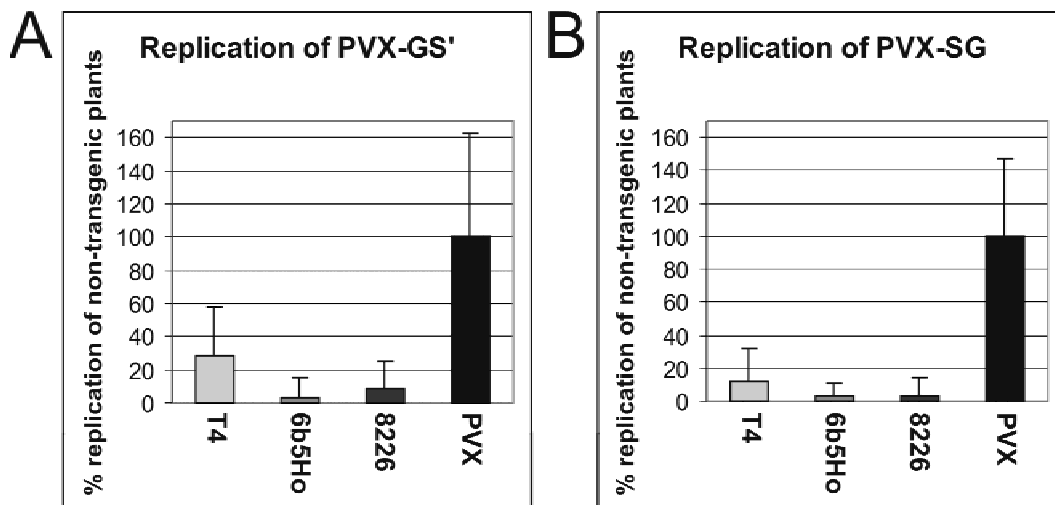 A
Replication of PVX-GS'
% replication of non-transgenic plants
160
140
120
100
80
60
40
20
0
T4
6b5Ho
8226
PVX
B
Replication of PVX-SG
% replication of non-transgenic plants
160
140
120
100
80
60
40
20
0
T4
6b5Ho
8226
PVX